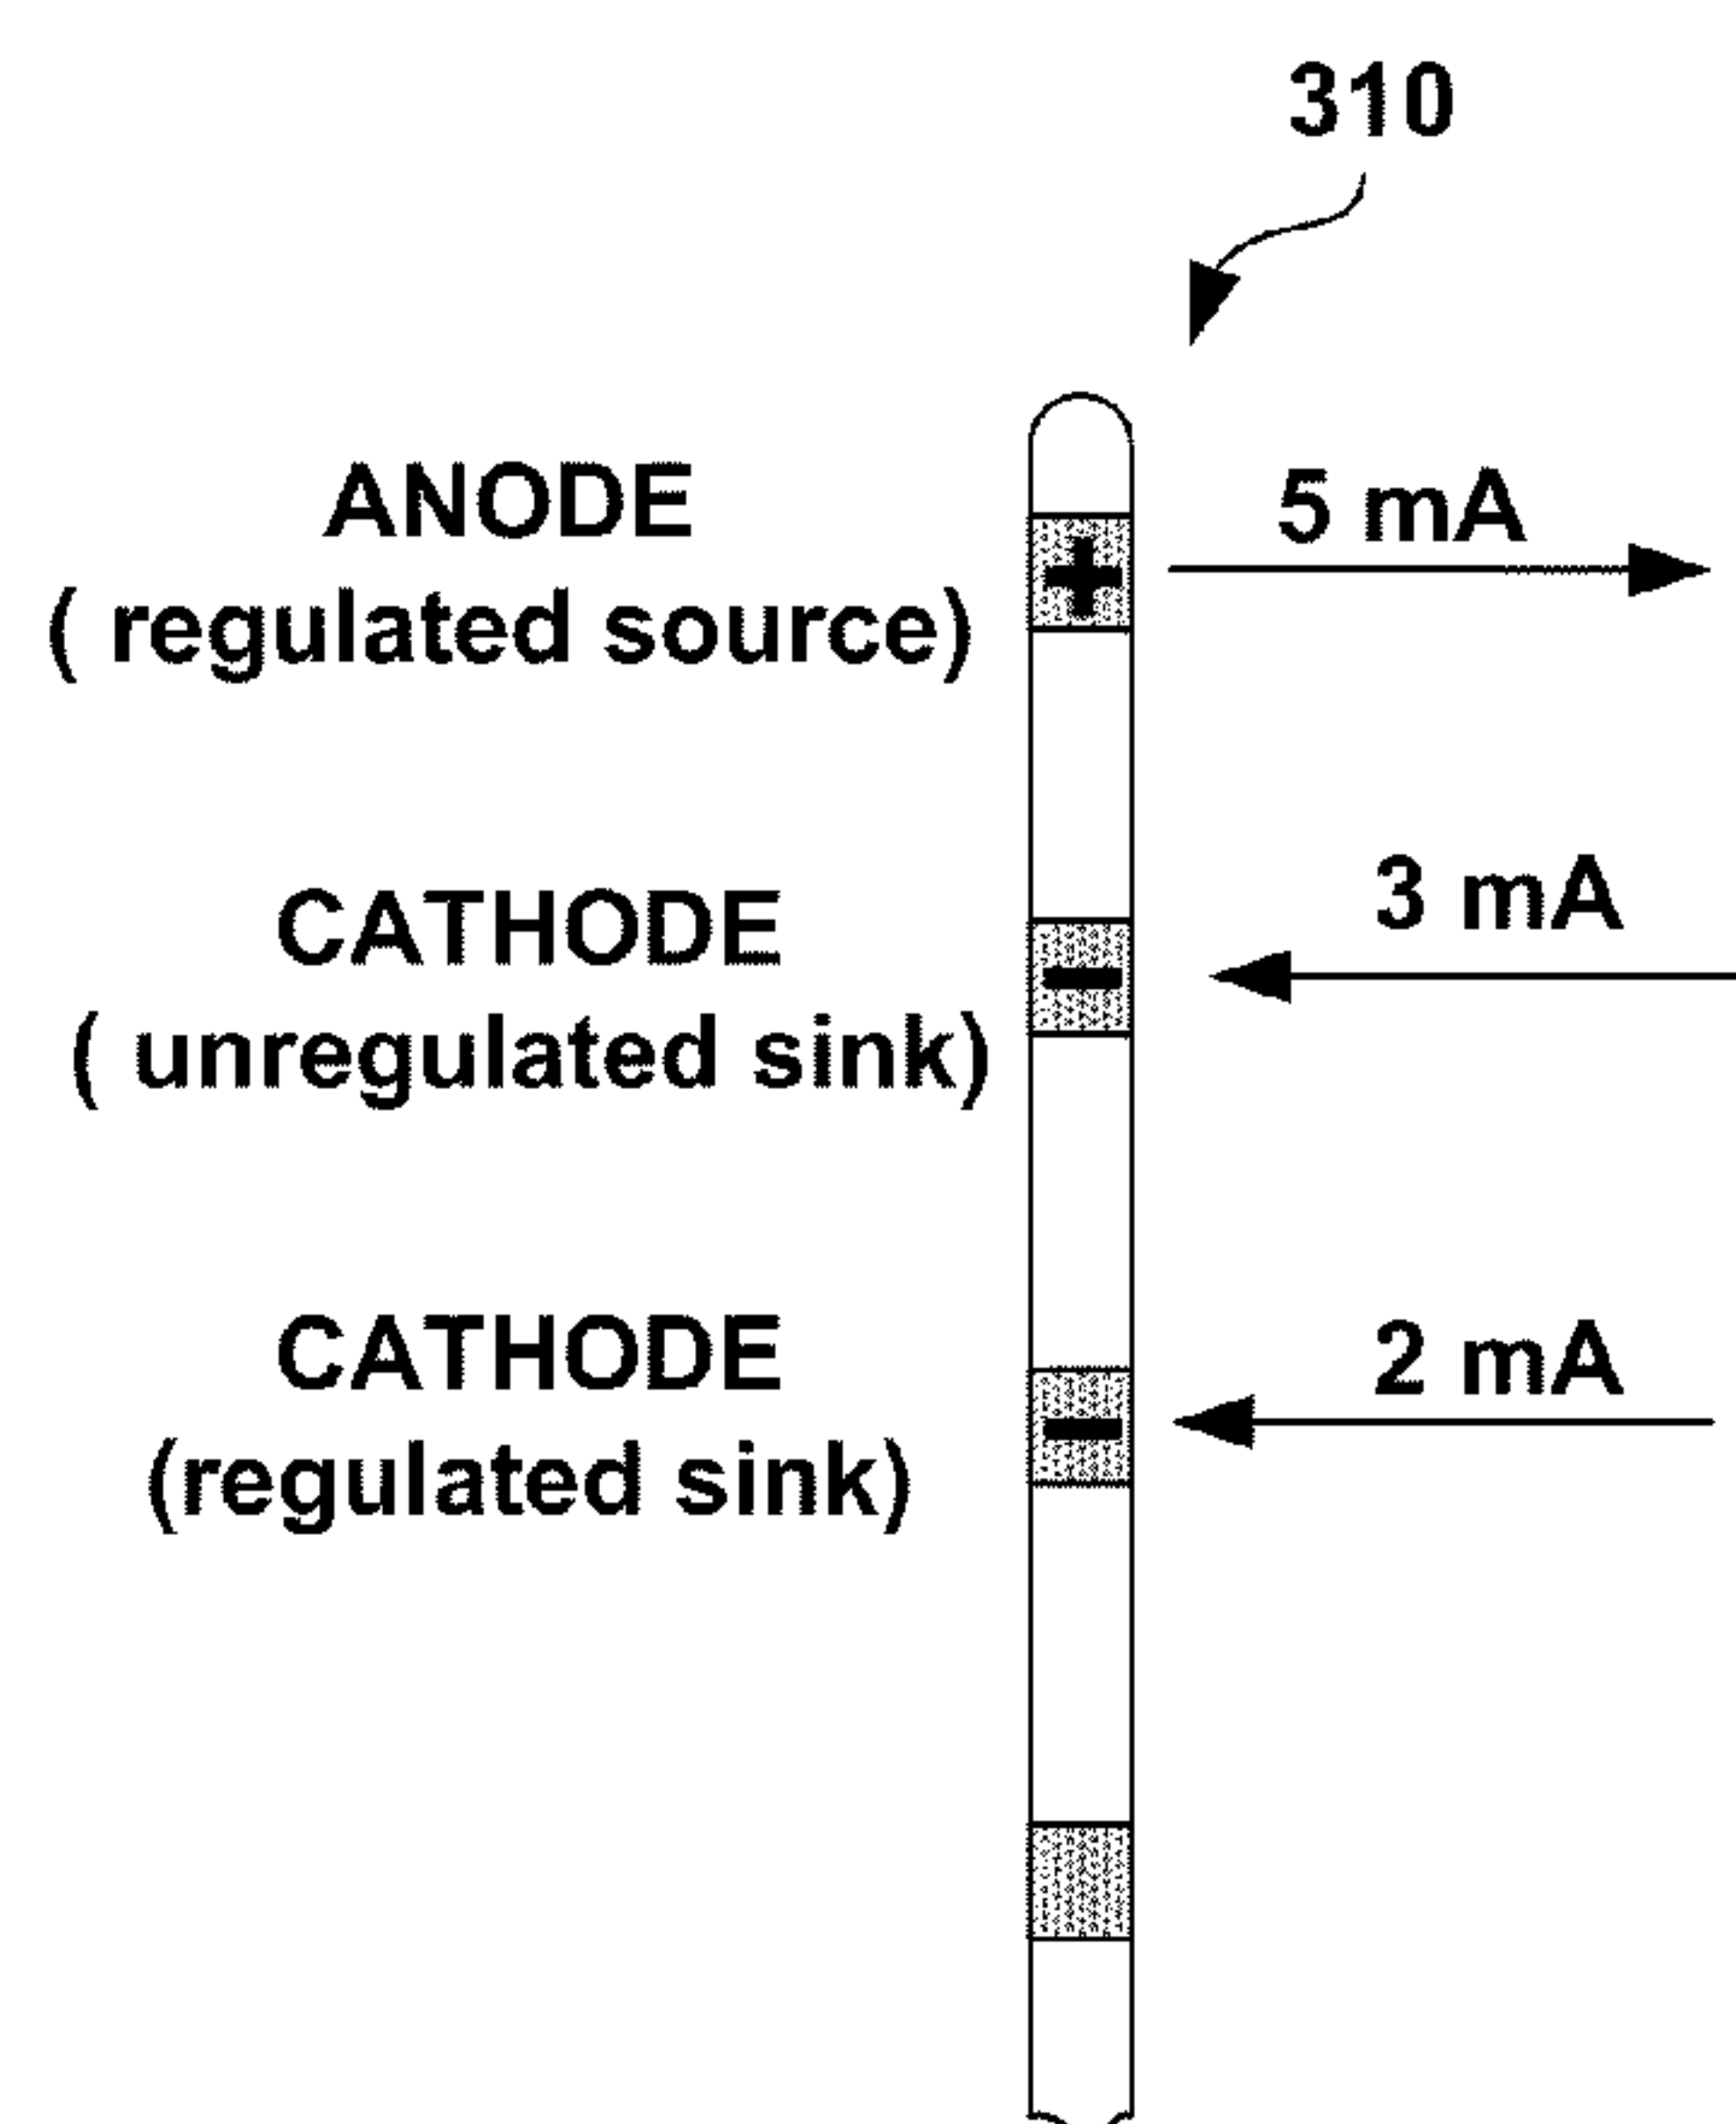 310
ANODE
( regulated source)
5 mA
+
CATHODE
( unregulated sink)
3 mA
-
CATHODE
(regulated sink)
2 mA
-